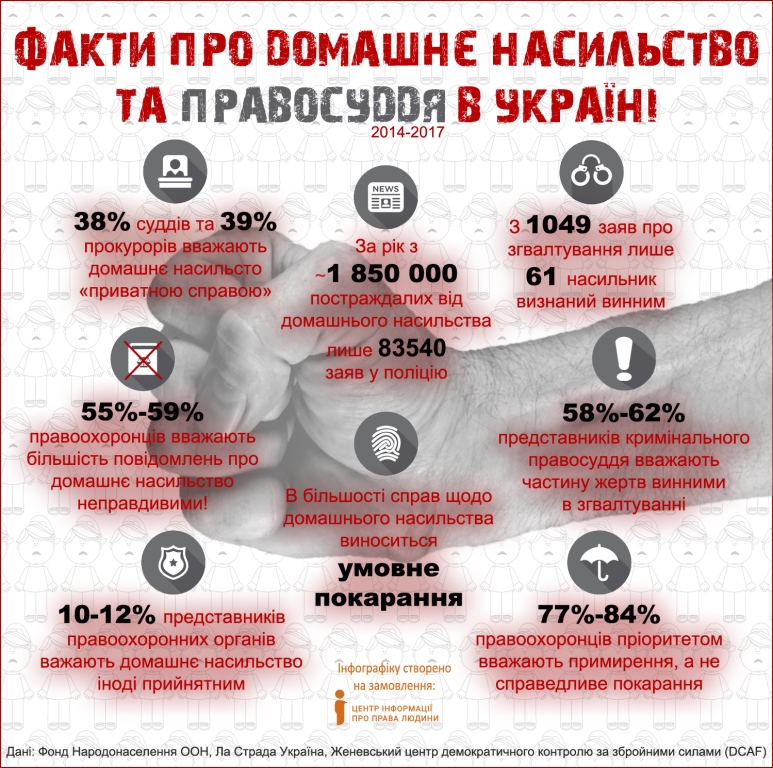 ФАКТИ ПРО ДОМАШНЄ НАСИЛЬСТВО
ТА ПРАВОСУДДЯ В УКРАЇНІ
2014-2017
38% суддів та 39%
прокурорів вважають
домашнє насильсто
«приватною справою»
NEWS
За рік з
~1 850 000
постраждалих від
домашнього насильства
лише 83540
заяв у поліцію
З 1049 заяв про
згвалтування лише
61 насильник
визнаний винним
55%-59%
правоохоронців вважають
більшість повідомлень про
домашнє насильство
неправдивими!
В більшості справ щодо
домашнього насильства
виноситься
умовне
покарання
58%-62%
представників кримінального
правосуддя вважають
частину жертв винними
в згвалтуванні
10-12% представників
правоохоронних органів
важають домашнє насильство
іноді прийнятним
77%-84%
правоохоронців пріоритетом
вважають примирення, а не
справедливе покарання
Інфографіку створено
на замовлення:
ЦЕНТР ІНФОРМАЦІЇ
ПРО ПРАВА ЛЮДИНИ
Дані: Фонд Народонаселення ООН, Ла Страда Україна, Женевський центр демократичного контролю за збройними силами (DCAF)